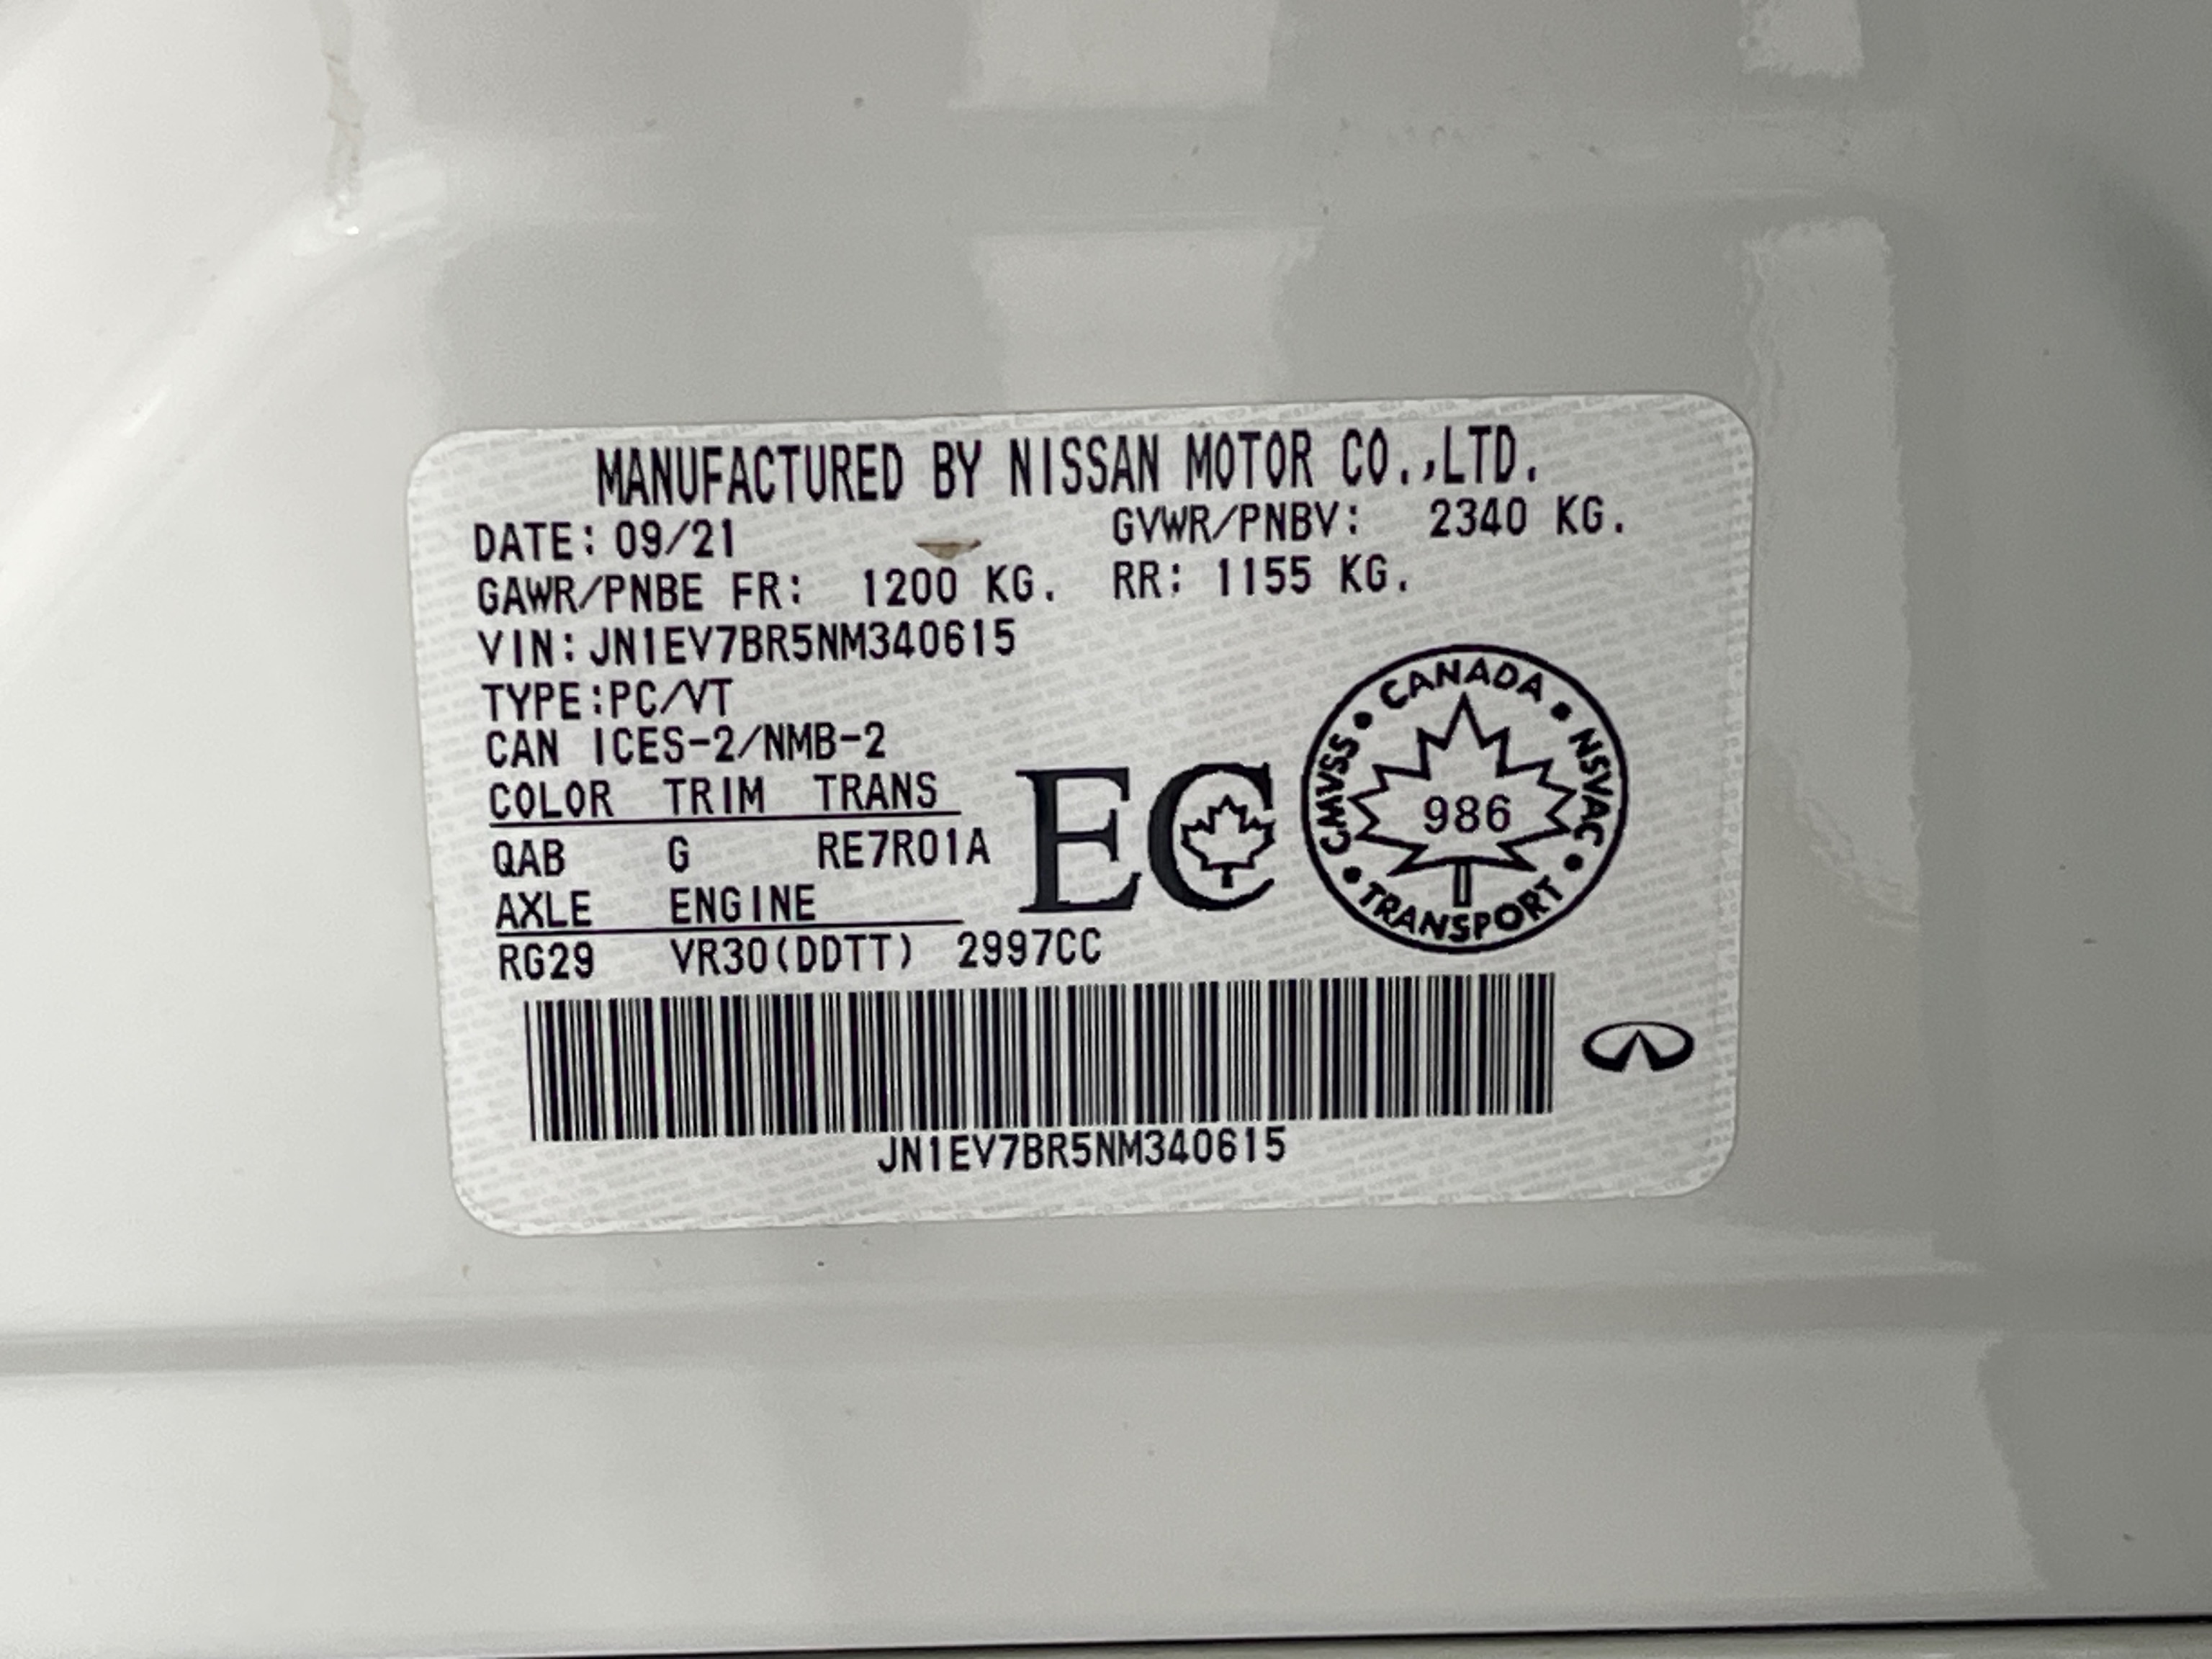 MANUFACTURED BY NISSAN MOTOR CO.,LTD.
DATE: 09/21 GVWR/PNBV: 2340 KG.
GAWR/PNBE FR: 1200 KG. RR: 1155 KG.
VIN:JN1EV7BR5NM340615
TYPE:PC/VT
CAN ICES-2/NMB-2
COLOR TRIM TRANS
QAB G RE7R01A
AXLE ENGINE
RG29 VR30(DDTT) 2997CC
EC
CANADA • NSVAC • TRANSPORT • CMVSS •
986
JN1EV7BR5NM340615